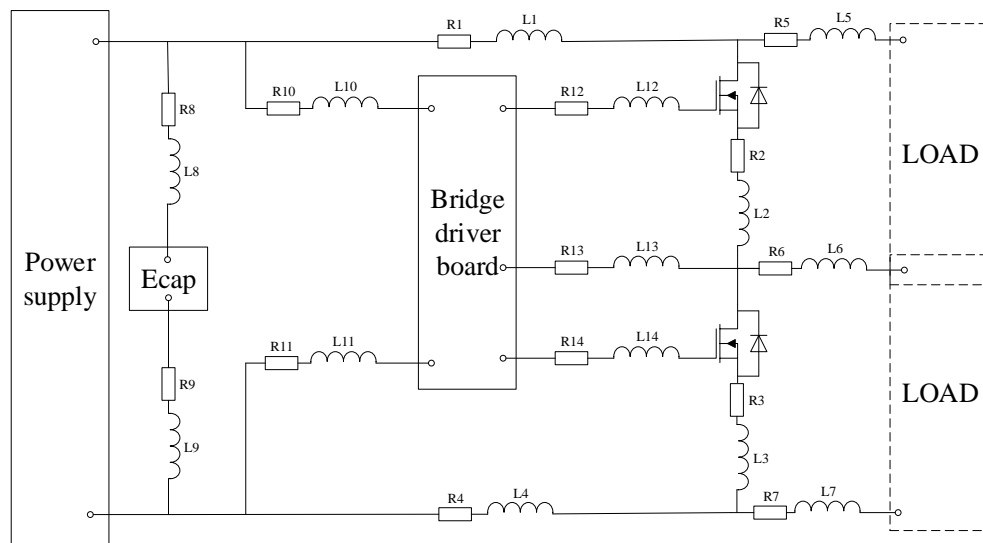 R1
L1
R5
L5
R10
L10
R12
L12
R8
L8
R2
L2
LOAD
Bridge
driver
board
Power
supply
Ecap
R13
L13
R6
L6
R11
L11
R14
L14
R9
L9
R3
L3
LOAD
R4
L4
R7
L7